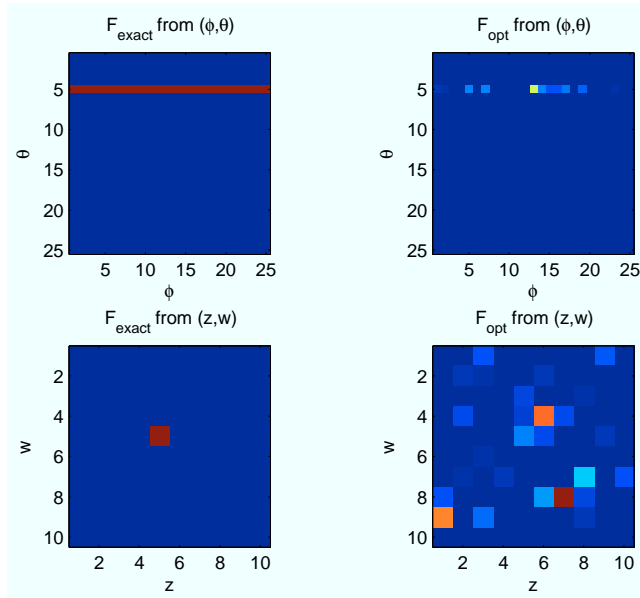 F_exact from (ϕ,θ)
F_opt from (ϕ,θ)
5
10
15
20
25
θ
5 10 15 20 25
ϕ
5
10
15
20
25
θ
5 10 15 20 25
ϕ
F_exact from (z,w)
F_opt from (z,w)
2
4
6
8
10
w
2 4 6 8 10
z
2
4
6
8
10
w
2 4 6 8 10
z